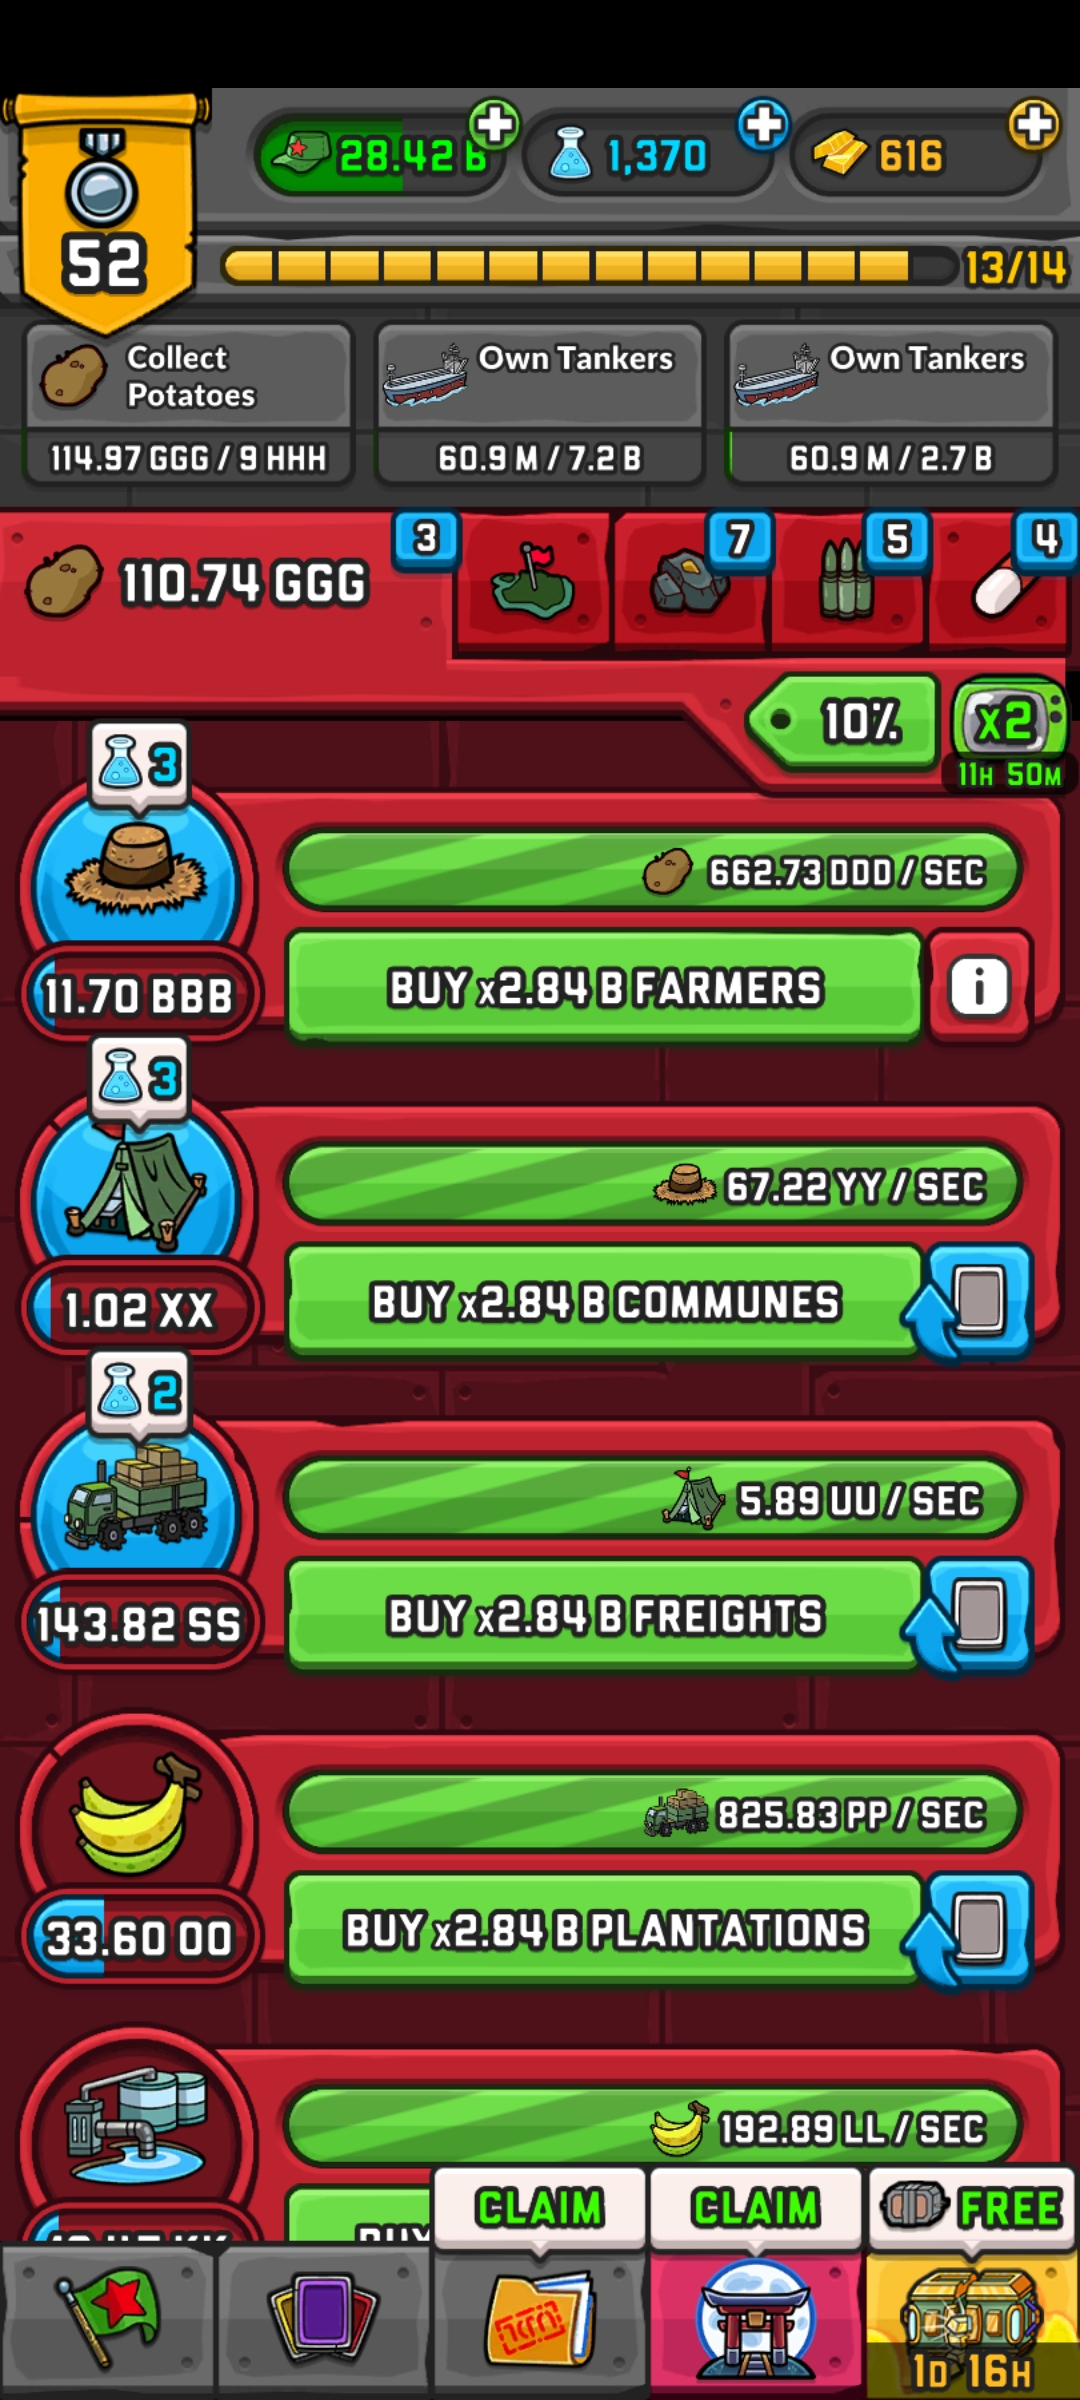 28.42 B
1,370
616
52
13/14
Collect Potatoes
114.97 GGG / 9 HHH
Own Tankers
60.9 M / 7.2 B
Own Tankers
60.9 M / 2.7 B
110.74 GGG
3
7
5
4
10%
x2
11H 50M
3
662.73 DDD / SEC
11.70 BBB
BUY x2.84 B FARMERS
i
3
67.22 YY / SEC
1.02 XX
BUY x2.84 B COMMUNES
2
5.89 UU / SEC
143.82 SS
BUY x2.84 B FREIGHTS
825.83 PP / SEC
33.60 OO
BUY x2.84 B PLANTATIONS
192.89 LL / SEC
BUY
CLAIM
CLAIM
FREE
1D 16H